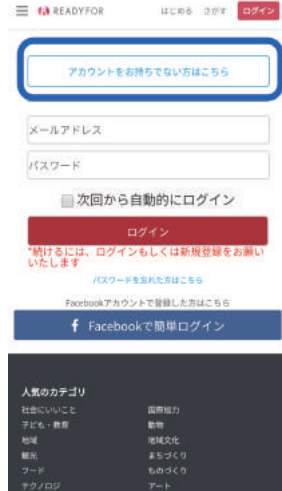 READYFOR はじめる さがす ログイン
アカウントをお持ちでない方はこちら
メールアドレス
パスワード
次回から自動的にログイン
ログイン
*続けるには、ログインもしくは新規登録をお願い
いたします
パスワードを忘れた方はこちら
Facebookアカウントで登録した方はこちら
Facebookで簡単ログイン
人気のカテゴリ
社会にいいこと 国際協力
子ども・教育 動物
地域 地域文化
観光 まちづくり
フード ものづくり
テクノロジ アート